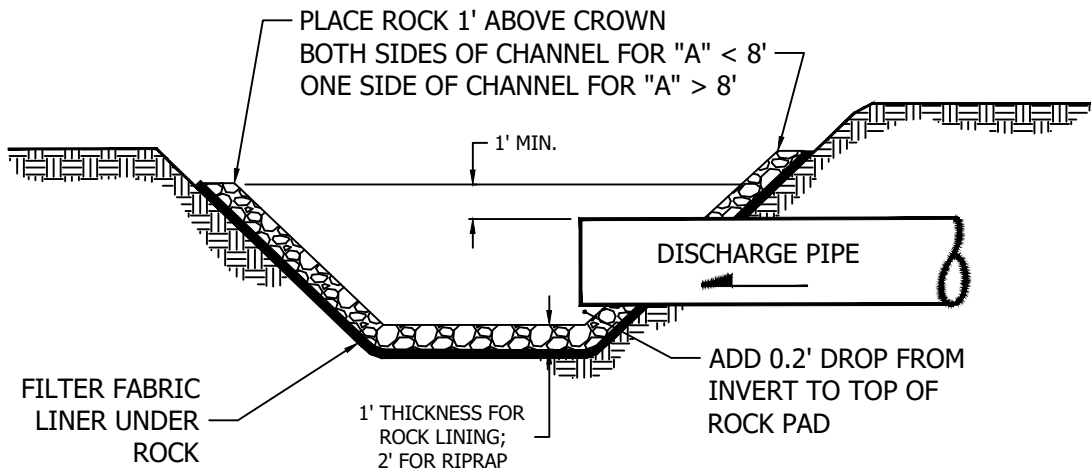 PLACE ROCK 1' ABOVE CROWN
BOTH SIDES OF CHANNEL FOR "A" < 8'
ONE SIDE OF CHANNEL FOR "A" > 8'
1' MIN.
DISCHARGE PIPE
FILTER FABRIC
LINER UNDER
ROCK
1' THICKNESS FOR
ROCK LINING;
2' FOR RIPRAP
ADD 0.2' DROP FROM
INVERT TO TOP OF
ROCK PAD